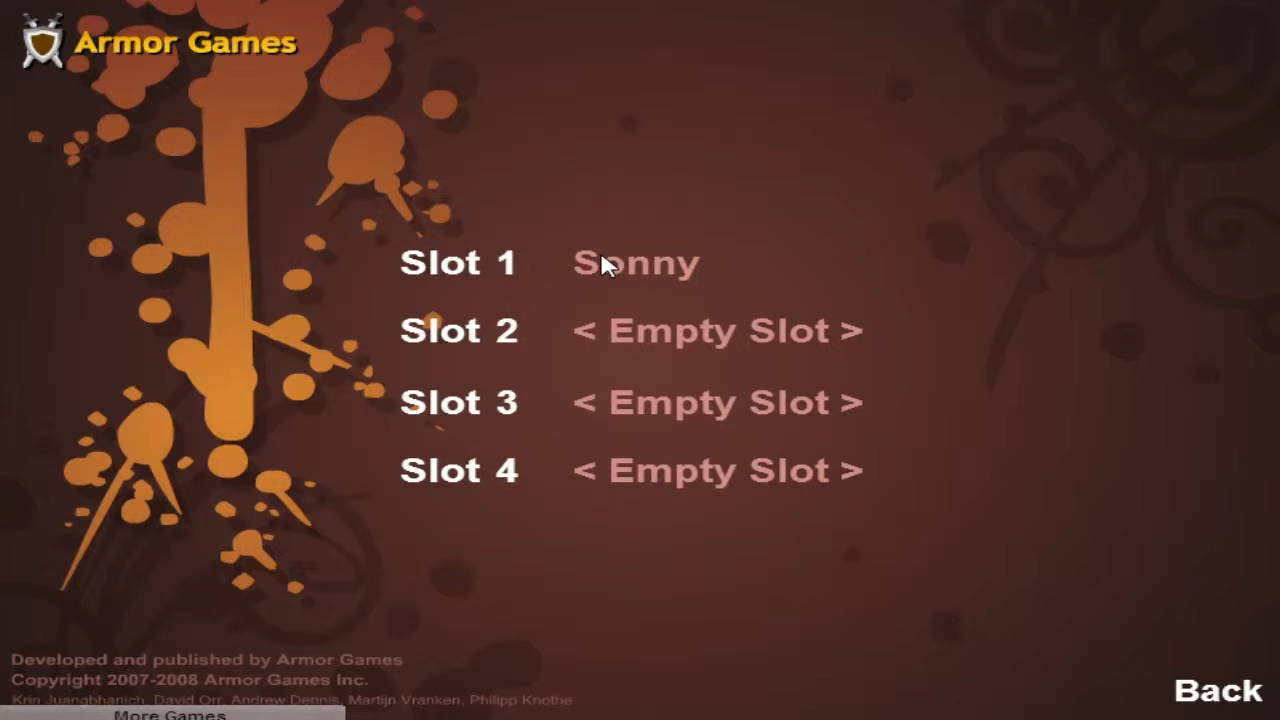 Armor Games
Slot 1 Sonny
Slot 2 < Empty Slot >
Slot 3 < Empty Slot >
Slot 4 < Empty Slot >
Developed and published by Armor Games
Copyright 2007-2008 Armor Games Inc.
Krin Juangbhanich, David Orr, Andrew Dennis, Martijn Vranken, Philipp Knothe
Back
More Games